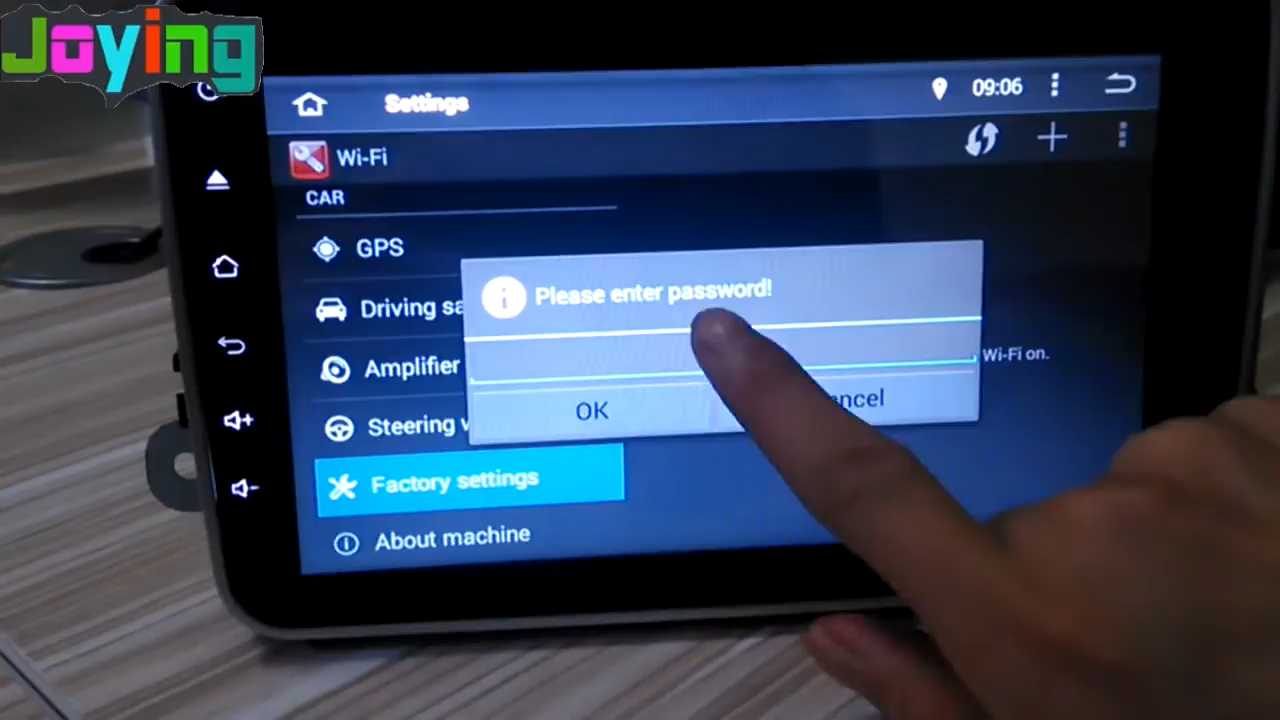 Joying
Settings
09:06
Wi-Fi
CAR
GPS
Driving sa
Please enter password!
Wi-Fi on.
Amplifier
OK
ncel
Steering
Factory settings
About machine